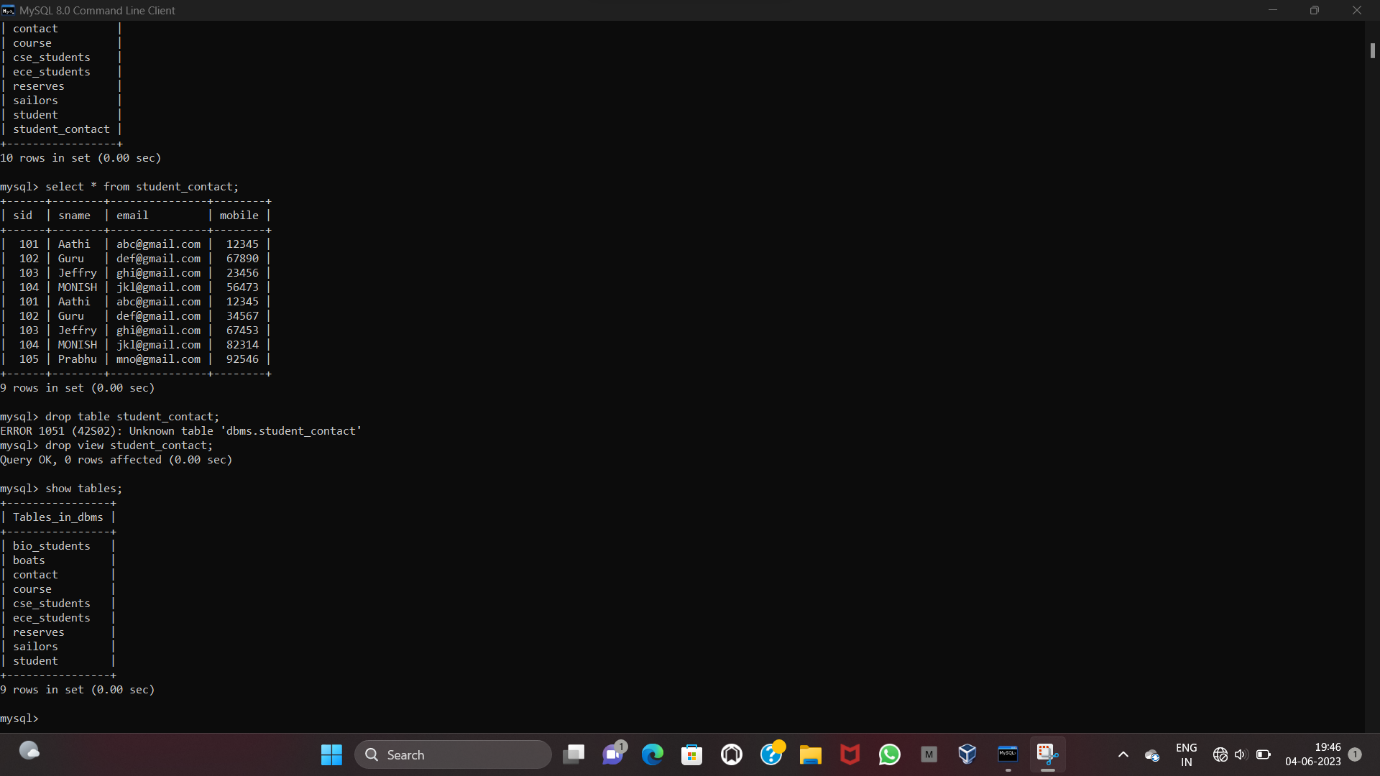 MySQL 8.0 Command Line Client
| contact         |
| course          |
| cse_students    |
| ece_students    |
| reserves        |
| sailors         |
| student         |
| student_contact |
+-----------------+
10 rows in set (0.00 sec)
mysql> select * from student_contact;
+------+--------+---------------+--------+
| sid  | sname  | email         | mobile |
+------+--------+---------------+--------+
|  101 | Aathi  | abc@gmail.com |  12345 |
|  102 | Guru   | def@gmail.com |  67890 |
|  103 | Jeffry | ghi@gmail.com |  23456 |
|  104 | MONISH | jkl@gmail.com |  56473 |
|  101 | Aathi  | abc@gmail.com |  12345 |
|  102 | Guru   | def@gmail.com |  34567 |
|  103 | Jeffry | ghi@gmail.com |  67453 |
|  104 | MONISH | jkl@gmail.com |  82314 |
|  105 | Prabhu | mno@gmail.com |  92546 |
+------+--------+---------------+--------+
9 rows in set (0.00 sec)
mysql> drop table student_contact;
ERROR 1051 (42S02): Unknown table 'dbms.student_contact'
mysql> drop view student_contact;
Query OK, 0 rows affected (0.00 sec)
mysql> show tables;
+----------------+
| Tables_in_dbms |
+----------------+
| bio_students   |
| boats          |
| contact        |
| course         |
| cse_students   |
| ece_students   |
| reserves       |
| sailors        |
| student        |
+----------------+
9 rows in set (0.00 sec)
mysql>
Search
1
M
ENG
IN
19:46
04-06-2023
1